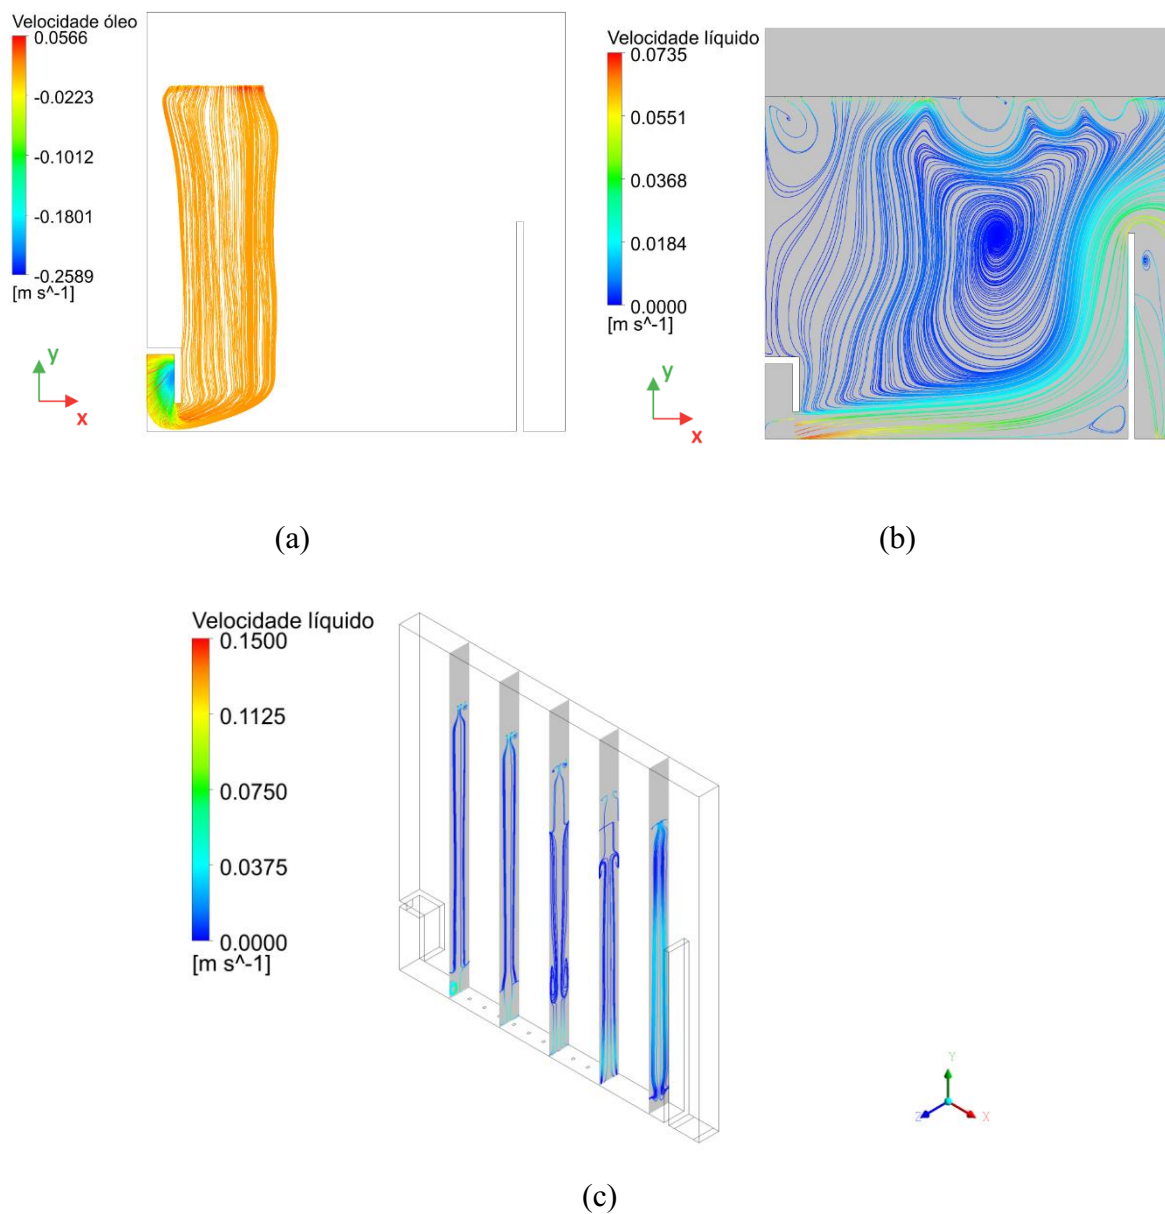 Velocidade óleo
0.0566
-0.0223
-0.1012
-0.1801
-0.2589
[m s^-1]
y
x
(a)
Velocidade líquido
0.0735
0.0551
0.0368
0.0184
0.0000
[m s^-1]
y
x
(b)
Velocidade líquido
0.1500
0.1125
0.0750
0.0375
0.0000
[m s^-1]
Y
Z
X
(c)